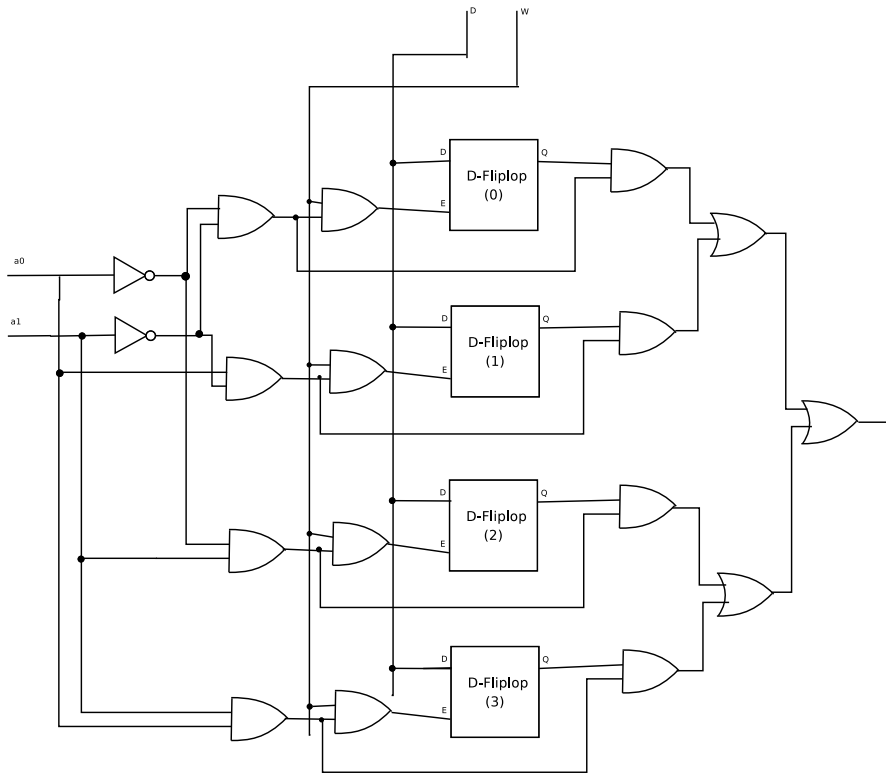 D W
D Q
D-Fliplop
(0)
E
a0
a1
D Q
D-Fliplop
(1)
E
D Q
D-Fliplop
(2)
E
D Q
D-Fliplop
(3)
E